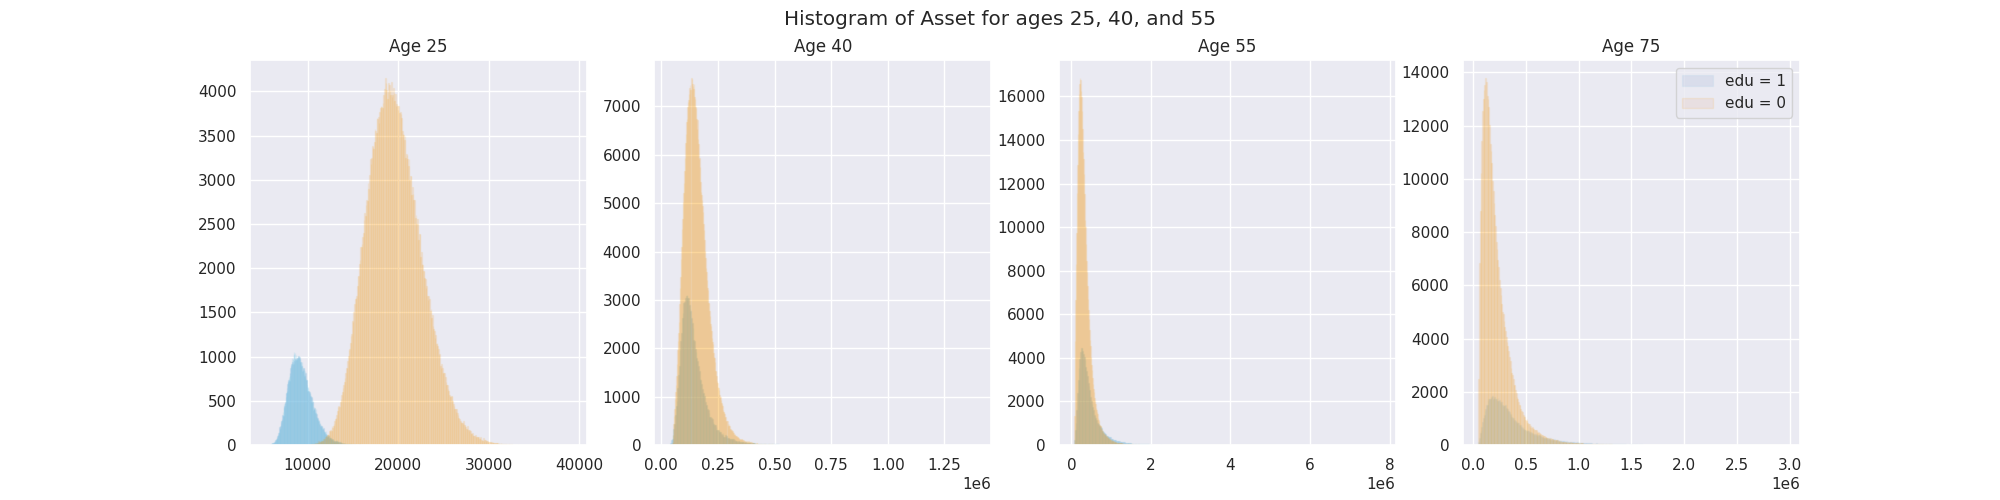 Histogram of Asset for ages 25, 40, and 55
Age 25
4000
3500
3000
2500
2000
1500
1000
500
0
10000 20000 30000 40000
Age 40
7000
6000
5000
4000
3000
2000
1000
0
0.00 0.25 0.50 0.75 1.00 1.25
1e6
Age 55
16000
14000
12000
10000
8000
6000
4000
2000
0
0 2 4 6 8
1e6
Age 75
14000
12000
10000
8000
6000
4000
2000
0
0.0 0.5 1.0 1.5 2.0 2.5 3.0
1e6
edu = 1
edu = 0